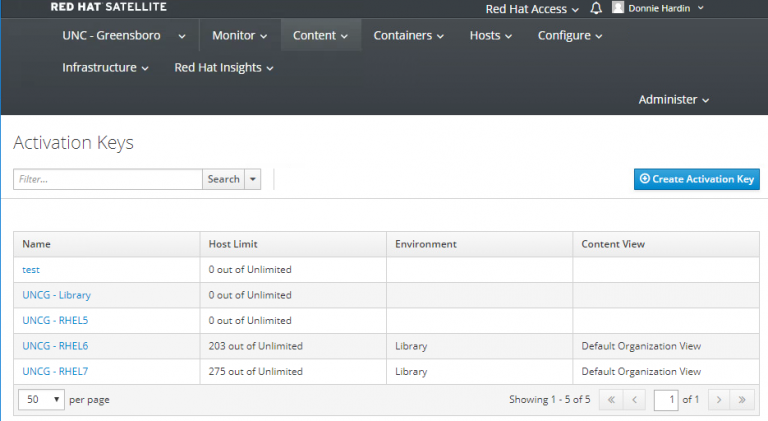 RED HAT SATELLITE
Red Hat Access Donnie Hardin
UNC - Greensboro Monitor Content Containers Hosts Configure
Infrastructure Red Hat Insights
Administer
Activation Keys
Filter... Search Create Activation Key
Name Host Limit Environment Content View
test 0 out of Unlimited
UNCG - Library 0 out of Unlimited
UNCG - RHEL5 0 out of Unlimited
UNCG - RHEL6 203 out of Unlimited Library Default Organization View
UNCG - RHEL7 275 out of Unlimited Library Default Organization View
50 per page Showing 1 - 5 of 5 1 of 1